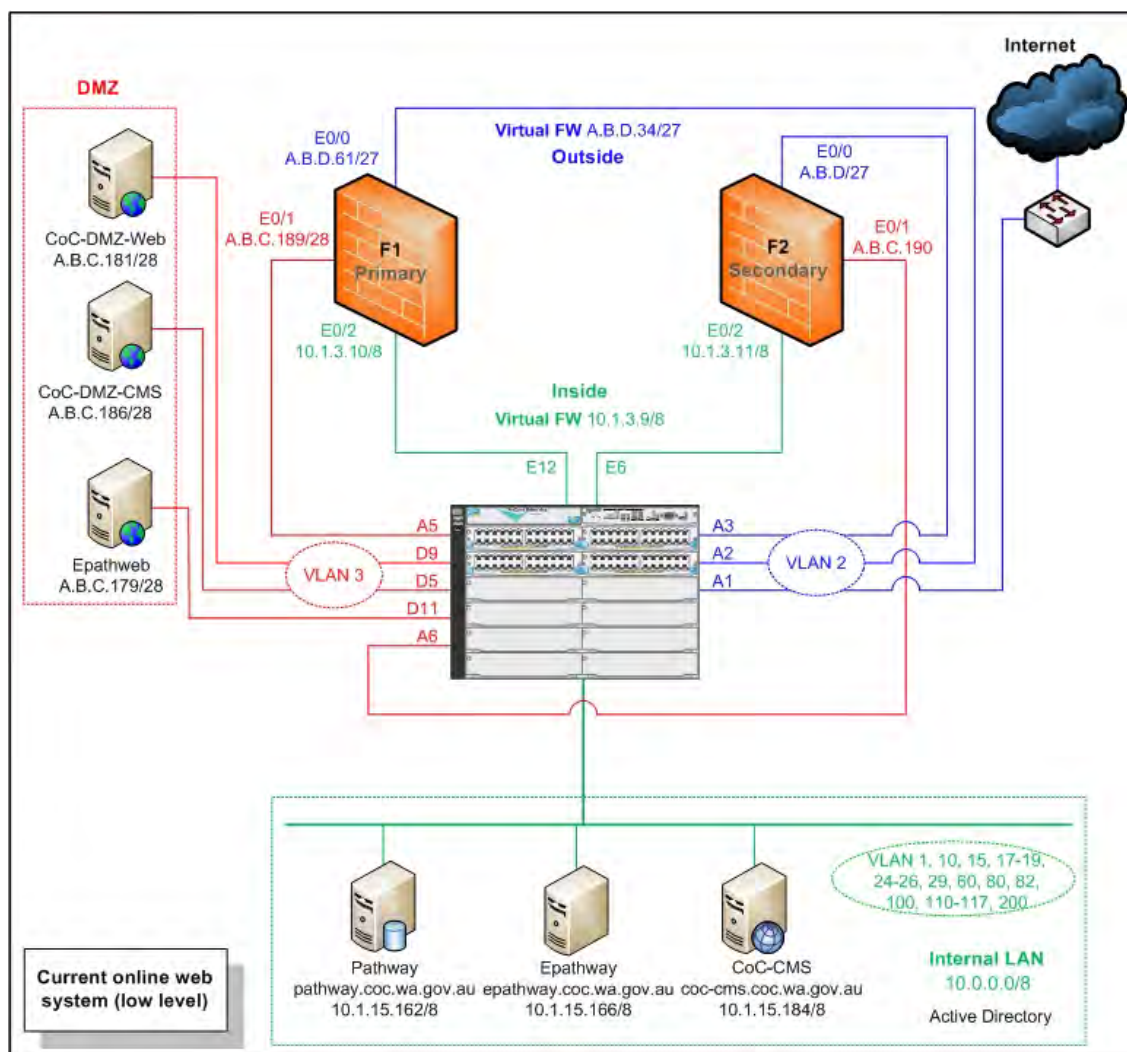 Internet
DMZ
Virtual FW A.B.D.34/27
Outside
E0/0
A.B.D.61/27
E0/0
A.B.D/27
E0/1
A.B.C.189/28
E0/1
A.B.C.190
F1
Primary
F2
Secondary
CoC-DMZ-Web
A.B.C.181/28
E0/2
10.1.3.10/8
E0/2
10.1.3.11/8
CoC-DMZ-CMS
A.B.C.186/28
Inside
Virtual FW 10.1.3.9/8
E12
E6
Epathweb
A.B.C.179/28
A5
D9
D5
D11
A6
VLAN 3
A3
A2
A1
VLAN 2
VLAN 1, 10, 15, 17-19,
24-26, 29, 60, 80, 82,
100, 110-117, 200
Pathway
pathway.coc.wa.gov.au
10.1.15.162/8
Epathway
epathway.coc.wa.gov.au
10.1.15.166/8
CoC-CMS
coc-cms.coc.wa.gov.au
10.1.15.184/8
Internal LAN
10.0.0.0/8
Active Directory
Current online web
system (low level)